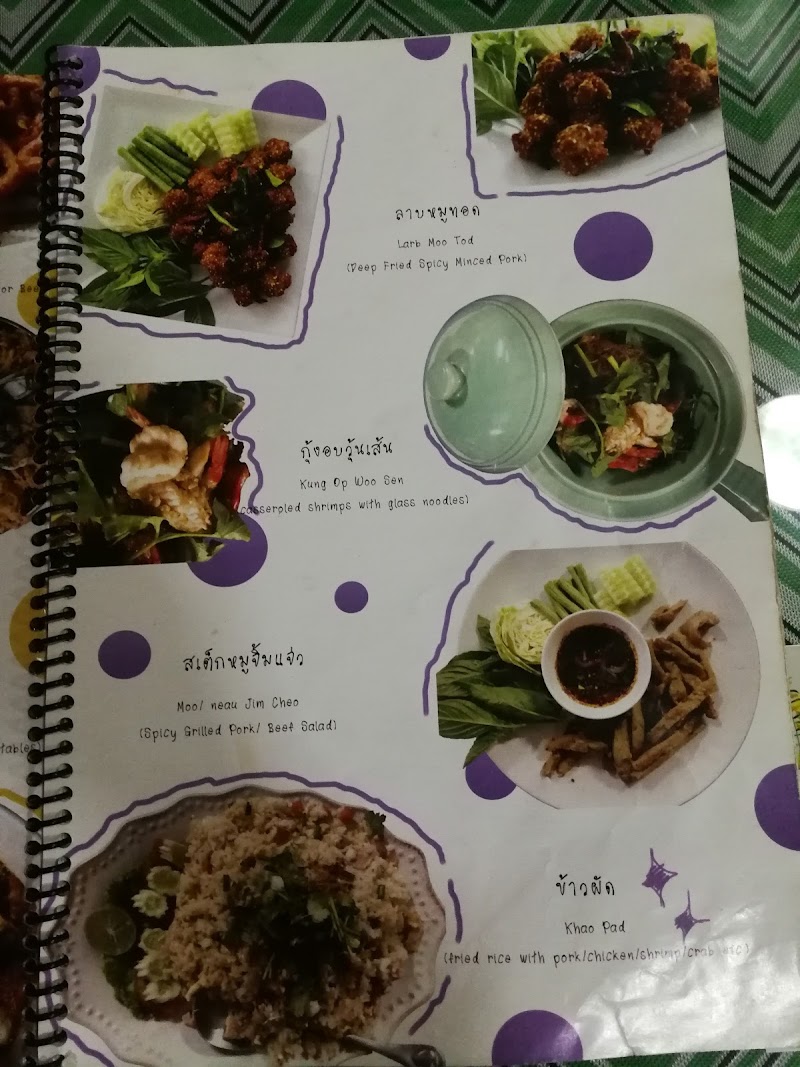 ลาบหมูทอด
Larb Moo Tod
(Deep Fried Spicy Minced Pork)
or Bee
กุ้งอบวุ้นเส้น
Kung Op Woo Sen
casseroled shrimps with glass noodles)
สเต็กหมูจิ้มแจ่ว
Moo/ neau Jim Cheo
(Spicy Grilled Pork/ Beef Salad)
tables)
ข้าวผัด
Khao Pad
(fried rice with pork/chicken/shrimp/crab etc)